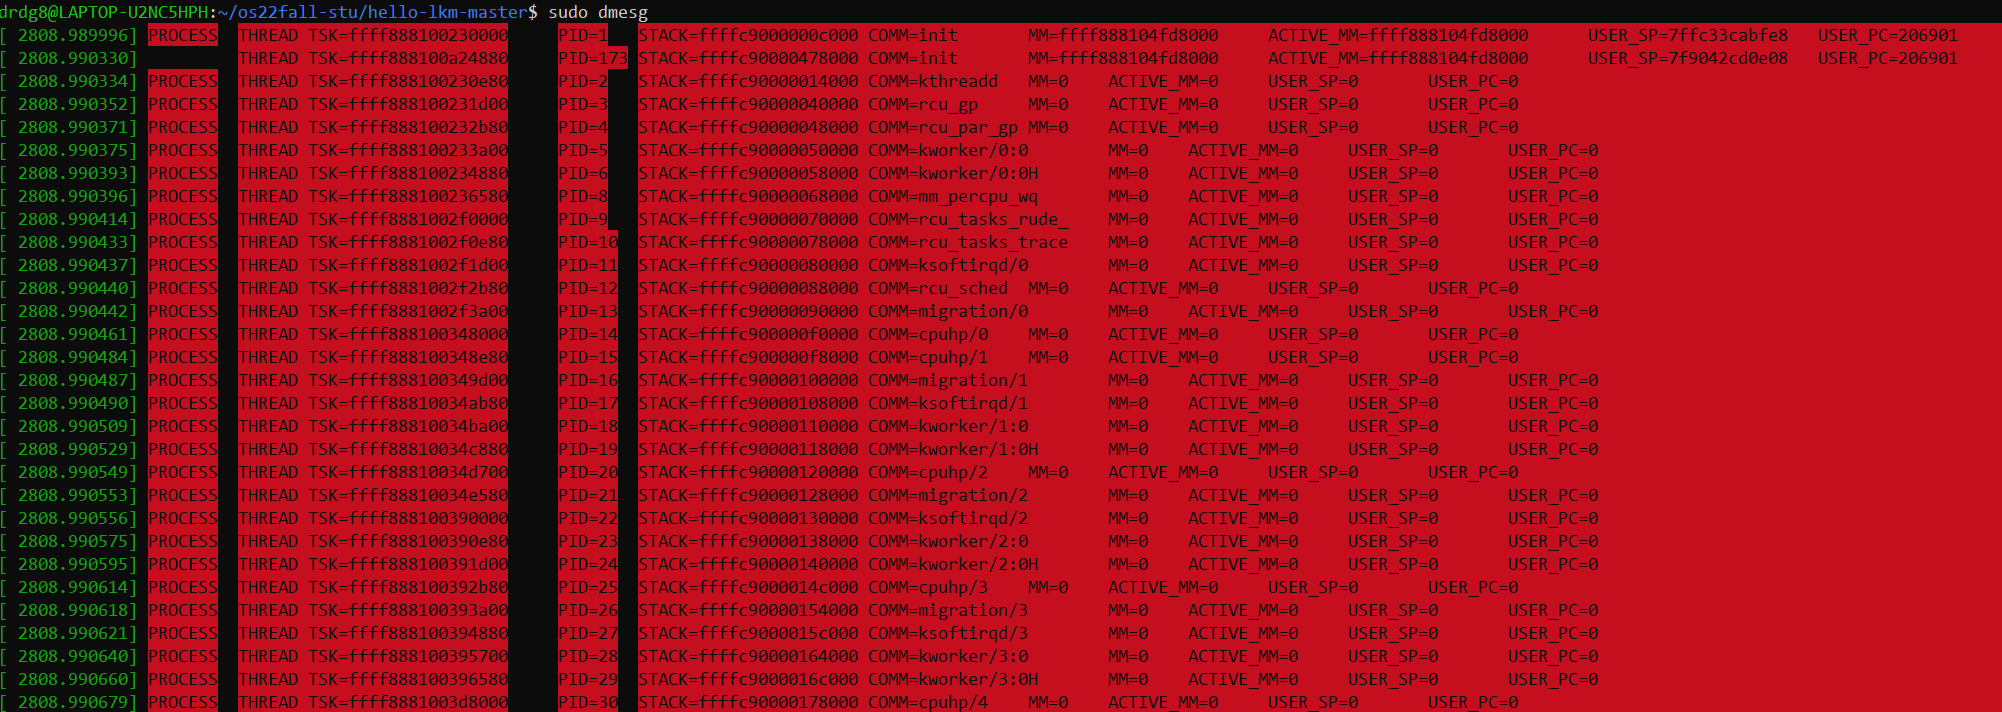 drdg8@LAPTOP-U2NC5HPH:~/os22fall-stu/hello-lkm-master$ sudo dmesg
[ 2808.989996] PROCESS THREAD TSK=ffff888100230000 PID=1 STACK=ffffc9000000c000 COMM=init MM=ffff888104fd8000 ACTIVE_MM=ffff888104fd8000 USER_SP=7ffc33cabfe8 USER_PC=206901
[ 2808.990330] THREAD TSK=ffff888100a24880 PID=173 STACK=ffffc90000478000 COMM=init MM=ffff888104fd8000 ACTIVE_MM=ffff888104fd8000 USER_SP=7f9042cd0e08 USER_PC=206901
[ 2808.990334] PROCESS THREAD TSK=ffff888100230e80 PID=2 STACK=ffffc90000014000 COMM=kthreadd MM=0 ACTIVE_MM=0 USER_SP=0 USER_PC=0
[ 2808.990352] PROCESS THREAD TSK=ffff888100231d00 PID=3 STACK=ffffc90000040000 COMM=rcu_gp MM=0 ACTIVE_MM=0 USER_SP=0 USER_PC=0
[ 2808.990371] PROCESS THREAD TSK=ffff888100232b80 PID=4 STACK=ffffc90000048000 COMM=rcu_par_gp MM=0 ACTIVE_MM=0 USER_SP=0 USER_PC=0
[ 2808.990375] PROCESS THREAD TSK=ffff888100233a00 PID=5 STACK=ffffc90000050000 COMM=kworker/0:0 MM=0 ACTIVE_MM=0 USER_SP=0 USER_PC=0
[ 2808.990393] PROCESS THREAD TSK=ffff888100234880 PID=6 STACK=ffffc90000058000 COMM=kworker/0:0H MM=0 ACTIVE_MM=0 USER_SP=0 USER_PC=0
[ 2808.990396] PROCESS THREAD TSK=ffff888100236580 PID=8 STACK=ffffc90000068000 COMM=mm_percpu_wq MM=0 ACTIVE_MM=0 USER_SP=0 USER_PC=0
[ 2808.990414] PROCESS THREAD TSK=ffff8881002f0000 PID=9 STACK=ffffc90000070000 COMM=rcu_tasks_rude_ MM=0 ACTIVE_MM=0 USER_SP=0 USER_PC=0
[ 2808.990433] PROCESS THREAD TSK=ffff8881002f0e80 PID=10 STACK=ffffc90000078000 COMM=rcu_tasks_trace MM=0 ACTIVE_MM=0 USER_SP=0 USER_PC=0
[ 2808.990437] PROCESS THREAD TSK=ffff8881002f1d00 PID=11 STACK=ffffc90000080000 COMM=ksoftirqd/0 MM=0 ACTIVE_MM=0 USER_SP=0 USER_PC=0
[ 2808.990440] PROCESS THREAD TSK=ffff8881002f2b80 PID=12 STACK=ffffc90000088000 COMM=rcu_sched MM=0 ACTIVE_MM=0 USER_SP=0 USER_PC=0
[ 2808.990442] PROCESS THREAD TSK=ffff8881002f3a00 PID=13 STACK=ffffc90000090000 COMM=migration/0 MM=0 ACTIVE_MM=0 USER_SP=0 USER_PC=0
[ 2808.990461] PROCESS THREAD TSK=ffff888100348000 PID=14 STACK=ffffc900000f0000 COMM=cpuhp/0 MM=0 ACTIVE_MM=0 USER_SP=0 USER_PC=0
[ 2808.990484] PROCESS THREAD TSK=ffff888100348e80 PID=15 STACK=ffffc900000f8000 COMM=cpuhp/1 MM=0 ACTIVE_MM=0 USER_SP=0 USER_PC=0
[ 2808.990487] PROCESS THREAD TSK=ffff888100349d00 PID=16 STACK=ffffc90000100000 COMM=migration/1 MM=0 ACTIVE_MM=0 USER_SP=0 USER_PC=0
[ 2808.990490] PROCESS THREAD TSK=ffff88810034ab80 PID=17 STACK=ffffc90000108000 COMM=ksoftirqd/1 MM=0 ACTIVE_MM=0 USER_SP=0 USER_PC=0
[ 2808.990509] PROCESS THREAD TSK=ffff88810034ba00 PID=18 STACK=ffffc90000110000 COMM=kworker/1:0 MM=0 ACTIVE_MM=0 USER_SP=0 USER_PC=0
[ 2808.990529] PROCESS THREAD TSK=ffff88810034c880 PID=19 STACK=ffffc90000118000 COMM=kworker/1:0H MM=0 ACTIVE_MM=0 USER_SP=0 USER_PC=0
[ 2808.990549] PROCESS THREAD TSK=ffff88810034d700 PID=20 STACK=ffffc90000120000 COMM=cpuhp/2 MM=0 ACTIVE_MM=0 USER_SP=0 USER_PC=0
[ 2808.990553] PROCESS THREAD TSK=ffff88810034e580 PID=21 STACK=ffffc90000128000 COMM=migration/2 MM=0 ACTIVE_MM=0 USER_SP=0 USER_PC=0
[ 2808.990556] PROCESS THREAD TSK=ffff888100390000 PID=22 STACK=ffffc90000130000 COMM=ksoftirqd/2 MM=0 ACTIVE_MM=0 USER_SP=0 USER_PC=0
[ 2808.990575] PROCESS THREAD TSK=ffff888100390e80 PID=23 STACK=ffffc90000138000 COMM=kworker/2:0 MM=0 ACTIVE_MM=0 USER_SP=0 USER_PC=0
[ 2808.990595] PROCESS THREAD TSK=ffff888100391d00 PID=24 STACK=ffffc90000140000 COMM=kworker/2:0H MM=0 ACTIVE_MM=0 USER_SP=0 USER_PC=0
[ 2808.990614] PROCESS THREAD TSK=ffff888100392b80 PID=25 STACK=ffffc9000014c000 COMM=cpuhp/3 MM=0 ACTIVE_MM=0 USER_SP=0 USER_PC=0
[ 2808.990618] PROCESS THREAD TSK=ffff888100393a00 PID=26 STACK=ffffc90000154000 COMM=migration/3 MM=0 ACTIVE_MM=0 USER_SP=0 USER_PC=0
[ 2808.990621] PROCESS THREAD TSK=ffff888100394880 PID=27 STACK=ffffc9000015c000 COMM=ksoftirqd/3 MM=0 ACTIVE_MM=0 USER_SP=0 USER_PC=0
[ 2808.990640] PROCESS THREAD TSK=ffff888100395700 PID=28 STACK=ffffc90000164000 COMM=kworker/3:0 MM=0 ACTIVE_MM=0 USER_SP=0 USER_PC=0
[ 2808.990660] PROCESS THREAD TSK=ffff888100396580 PID=29 STACK=ffffc9000016c000 COMM=kworker/3:0H MM=0 ACTIVE_MM=0 USER_SP=0 USER_PC=0
[ 2808.990679] PROCESS THREAD TSK=ffff8881003d8000 PID=30 STACK=ffffc90000178000 COMM=cpuhp/4 MM=0 ACTIVE_MM=0 USER_SP=0 USER_PC=0